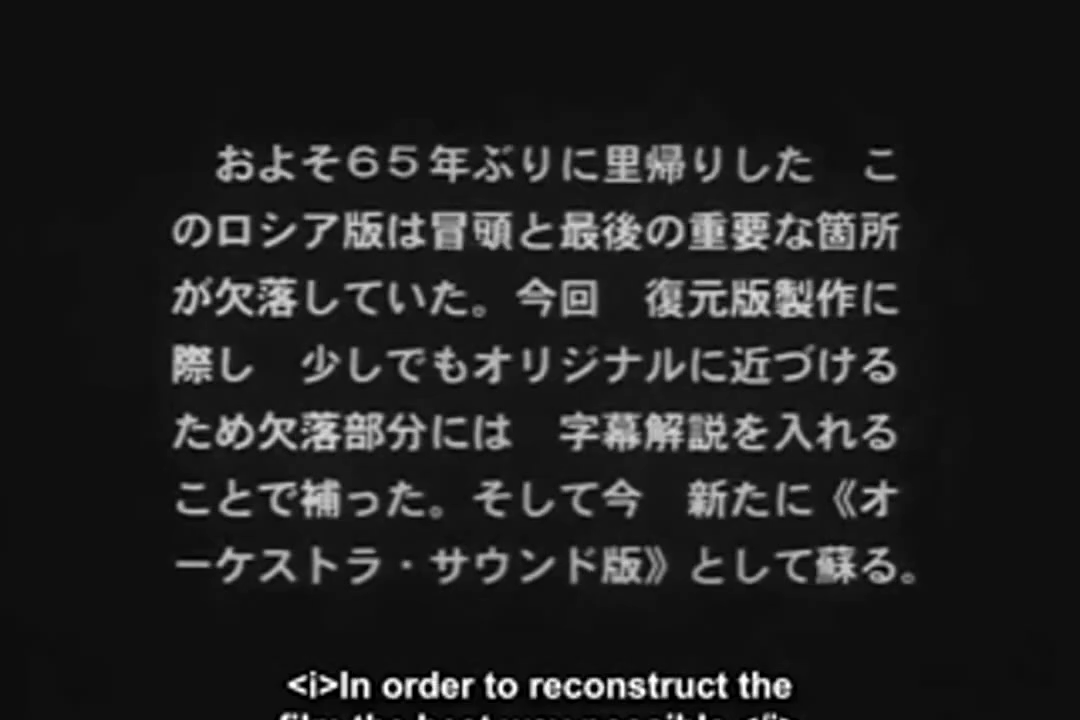 およそ６５年ぶりに里帰りした　こ
のロシア版は冒頭と最後の重要な箇所
が欠落していた。今回　復元版製作に
際し　少しでもオリジナルに近づける
ため欠落部分には　字幕解説を入れる
ことで補った。そして今　新たに《オ
ーケストラ・サウンド版》として蘇る。
<i>In order to reconstruct the
film the best way possible,</i>